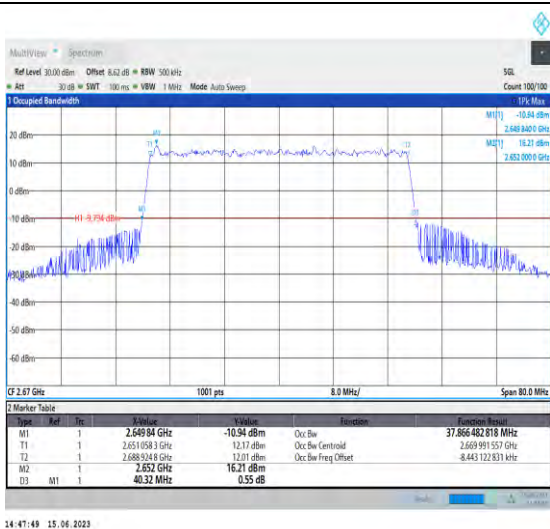 MultiView Spectrum
Ref Level 30.00 dBm Offset 8.62 dB RBW 500 kHz SGL
Att 30 dB SWT 100 ms VBW 1 MHz Mode Auto Sweep Count 100/100
1 Occupied Bandwidth 1Pk Max
M1[1] -10.94 dBm
2.649 840 0 GHz
M2[1] 16.21 dBm
2.652 000 0 GHz
20 dBm
M2
T1 T2
10 dBm
0 dBm
M1 D3
-10 dBm H1 -9.794 dBm
-20 dBm
-30 dBm
-40 dBm
-60 dBm
CF 2.67 GHz 1001 pts 8.0 MHz/ Span 80.0 MHz
2 Marker Table
Type Ref Trc X-Value Y-Value Function Function Result
M1 1 2.649 84 GHz -10.94 dBm Occ Bw 37.866 482 818 MHz
T1 1 2.651 058 3 GHz 12.17 dBm Occ Bw Centroid 2.669 991 557 GHz
T2 1 2.688 924 8 GHz 12.01 dBm Occ Bw Freq Offset -8.443 122 831 kHz
M2 1 2.652 GHz 16.21 dBm
D3 M1 1 40.32 MHz 0.55 dB
14:47:49 15.06.2023